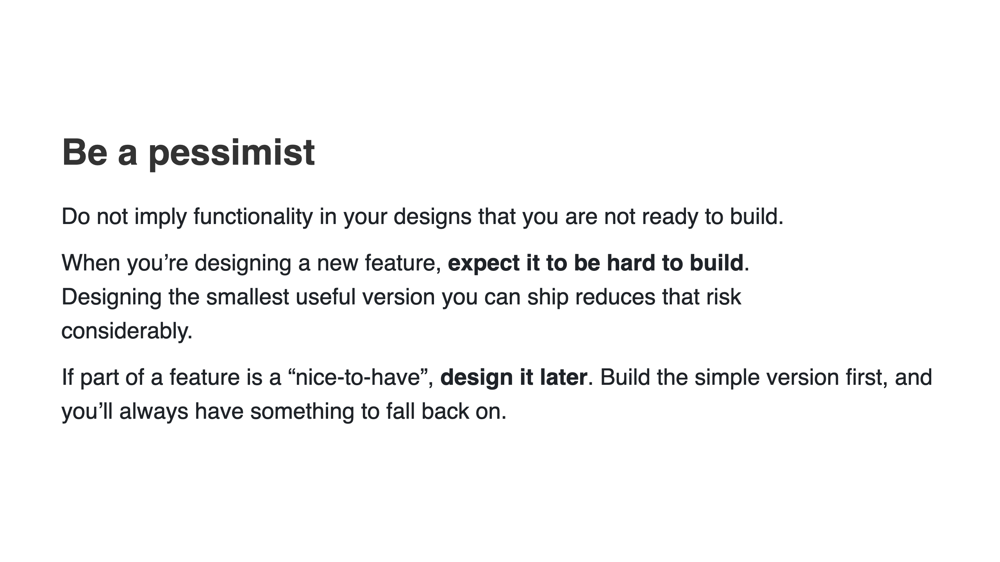 Be a pessimist
Do not imply functionality in your designs that you are not ready to build.
When you’re designing a new feature, expect it to be hard to build.
Designing the smallest useful version you can ship reduces that risk
considerably.
If part of a feature is a “nice-to-have”, design it later. Build the simple version first, and
you’ll always have something to fall back on.